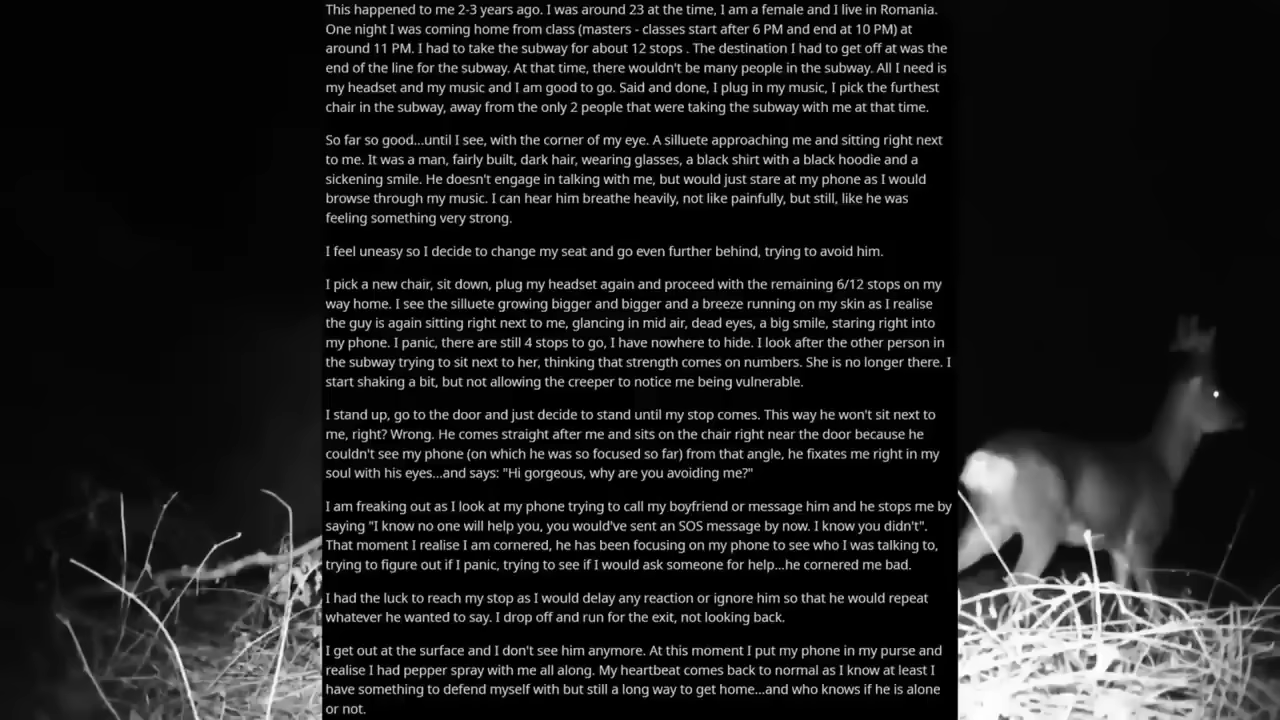 This happened to me 2-3 years ago. I was around 23 at the time, I am a female and I live in Romania.
One night I was coming home from class (masters - classes start after 6 PM and end at 10 PM) at
around 11 PM. I had to take the subway for about 12 stops . The destination I had to get off at was the
end of the line for the subway. At that time, there wouldn't be many people in the subway. All I need is
my headset and my music and I am good to go. Said and done, I plug in my music, I pick the furthest
chair in the subway, away from the only 2 people that were taking the subway with me at that time.
So far so good...until I see, with the corner of my eye. A silluete approaching me and sitting right next
to me. It was a man, fairly built, dark hair, wearing glasses, a black shirt with a black hoodie and a
sickening smile. He doesn't engage in talking with me, but would just stare at my phone as I would
browse through my music. I can hear him breathe heavily, not like painfully, but still, like he was
feeling something very strong.
I feel uneasy so I decide to change my seat and go even further behind, trying to avoid him.
I pick a new chair, sit down, plug my headset again and proceed with the remaining 6/12 stops on my
way home. I see the silluete growing bigger and bigger and a breeze running on my skin as I realise
the guy is again sitting right next to me, glancing in mid air, dead eyes, a big smile, staring right into
my phone. I panic, there are still 4 stops to go, I have nowhere to hide. I look after the other person in
the subway trying to sit next to her, thinking that strength comes on numbers. She is no longer there. I
start shaking a bit, but not allowing the creeper to notice me being vulnerable.
I stand up, go to the door and just decide to stand until my stop comes. This way he won't sit next to
me, right? Wrong. He comes straight after me and sits on the chair right near the door because he
couldn't see my phone (on which he was so focused so far) from that angle, he fixates me right in my
soul with his eyes...and says: "Hi gorgeous, why are you avoiding me?"
I am freaking out as I look at my phone trying to call my boyfriend or message him and he stops me by
saying "I know no one will help you, you would've sent an SOS message by now. I know you didn't".
That moment I realise I am cornered, he has been focusing on my phone to see who I was talking to,
trying to figure out if I panic, trying to see if I would ask someone for help...he cornered me bad.
I had the luck to reach my stop as I would delay any reaction or ignore him so that he would repeat
whatever he wanted to say. I drop off and run for the exit, not looking back.
I get out at the surface and I don't see him anymore. At this moment I put my phone in my purse and
realise I had pepper spray with me all along. My heartbeat comes back to normal as I know at least I
have something to defend myself with but still a long way to get home...and who knows if he is alone
or not.